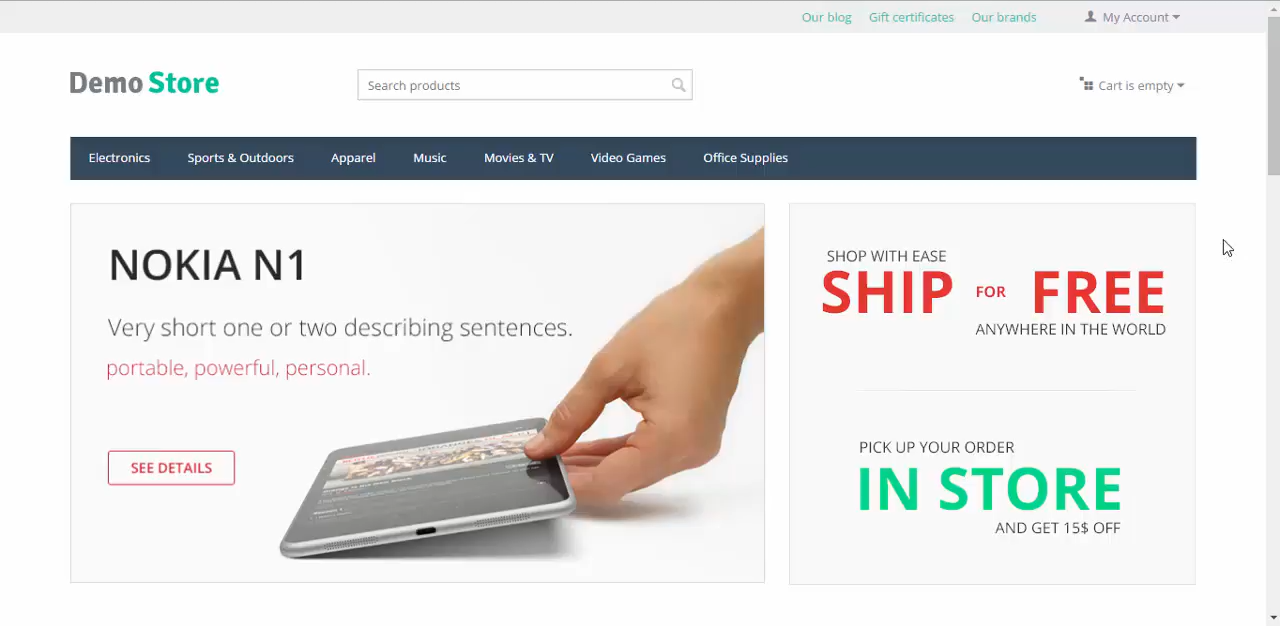 Our blog Gift certificates Our brands My Account
Demo Store
Search products
Cart is empty
Electronics Sports & Outdoors Apparel Music Movies & TV Video Games Office Supplies
NOKIA N1
Very short one or two describing sentences.
portable, powerful, personal.
SEE DETAILS
SHOP WITH EASE
SHIP FOR FREE
ANYWHERE IN THE WORLD
PICK UP YOUR ORDER
IN STORE
AND GET 15$ OFF